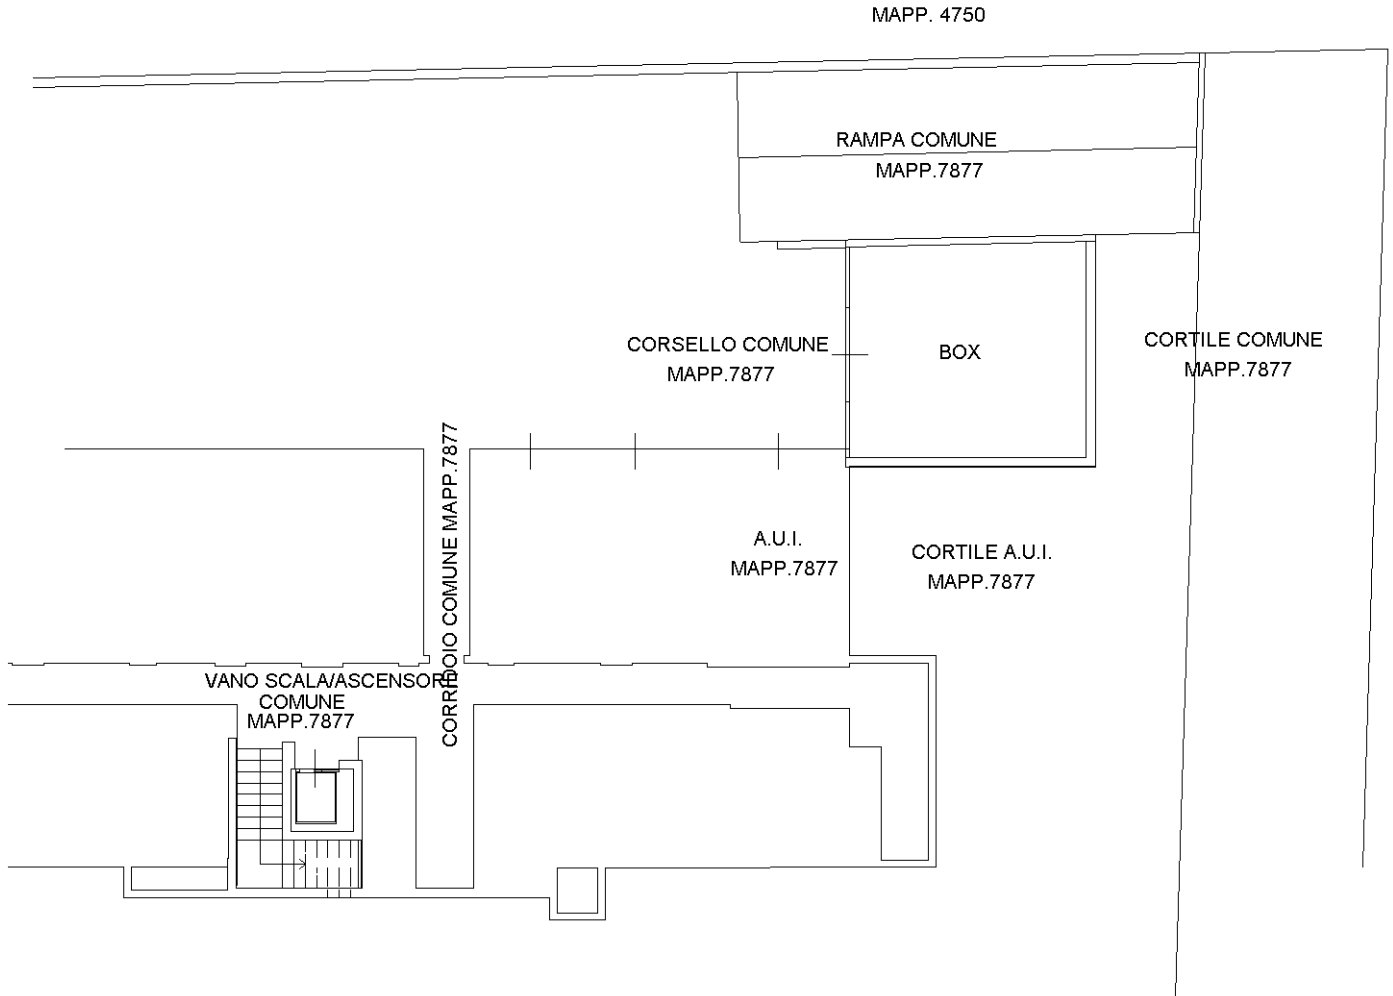 MAPP. 4750
RAMPA COMUNE
MAPP.7877
CORSELLO COMUNE
MAPP.7877
BOX
CORTILE COMUNE
MAPP.7877
CORRIDOIO COMUNE MAPP.7877
A.U.I.
MAPP.7877
CORTILE A.U.I.
MAPP.7877
VANO SCALA/ASCENSORE
COMUNE
MAPP.7877